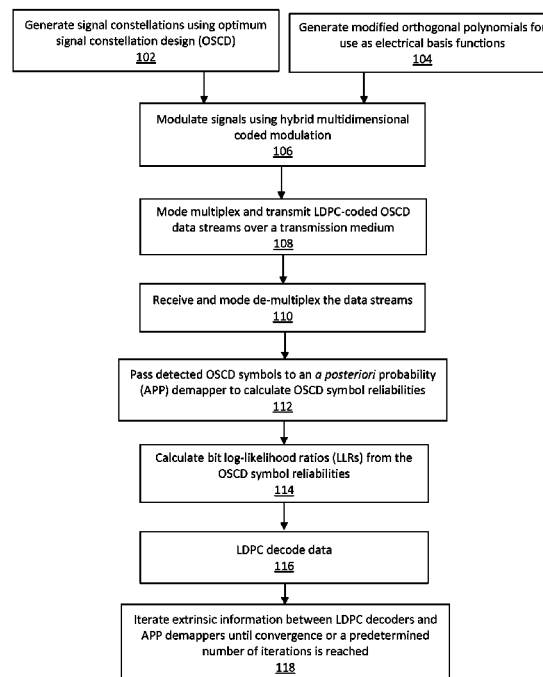 Generate signal constellations using optimum
signal constellation design (OSCD)
102
Generate modified orthogonal polynomials for
use as electrical basis functions
104
Modulate signals using hybrid multidimensional
coded modulation
106
Mode multiplex and transmit LDPC-coded OSCD
data streams over a transmission medium
108
Receive and mode de-multiplex the data streams
110
Pass detected OSCD symbols to an a posteriori probability
(APP) demapper to calculate OSCD symbol reliabilities
112
Calculate bit log-likelihood ratios (LLRs) from the
OSCD symbol reliabilities
114
LDPC decode data
116
Iterate extrinsic information between LDPC decoders and
APP demappers until convergence or a predetermined
number of iterations is reached
118